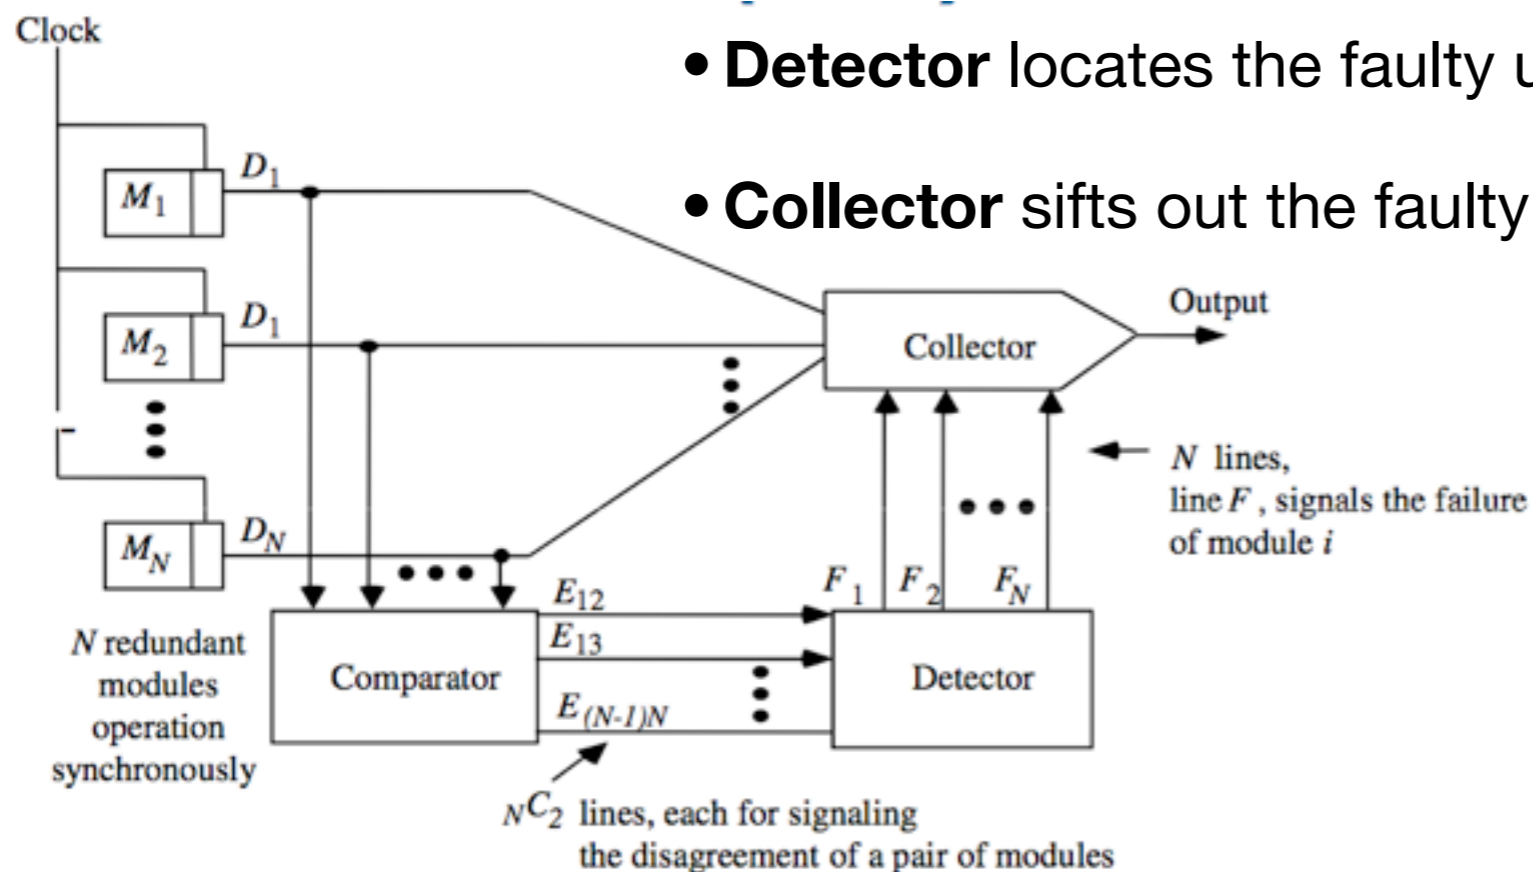 Clock
• Detector locates the faulty
• Collector sifts out the faulty
M1
D1
M2
D1
MN
DN
Collector
Output
N lines,
line F , signals the failure
of module i
F1 F2 FN
E12
E13
E(N-1)N
Comparator
Detector
N redundant
modules
operation
synchronously
NC2 lines, each for signaling
the disagreement of a pair of modules